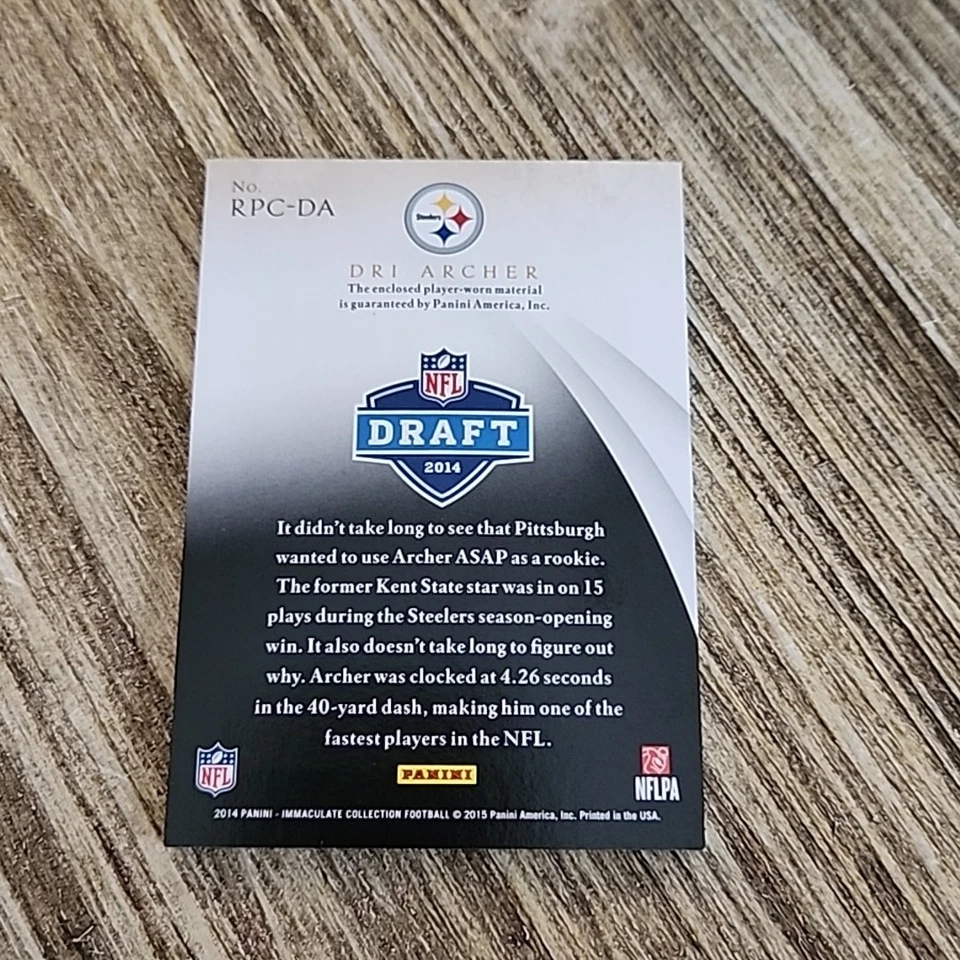 No.
RPC-DA
Steelers
DRI ARCHER
The enclosed player-worn material
is guaranteed by Panini America, Inc.
NFL
DRAFT
2014
It didn't take long to see that Pittsburgh
wanted to use Archer ASAP as a rookie.
The former Kent State star was in on 15
plays during the Steelers season-opening
win. It also doesn't take long to figure out
why. Archer was clocked at 4.26 seconds
in the 40-yard dash, making him one of the
fastest players in the NFL.
NFL
PANINI
NFLPA
2014 PANINI - IMMACULATE COLLECTION FOOTBALL © 2015 Panini America, Inc. Printed in the USA.